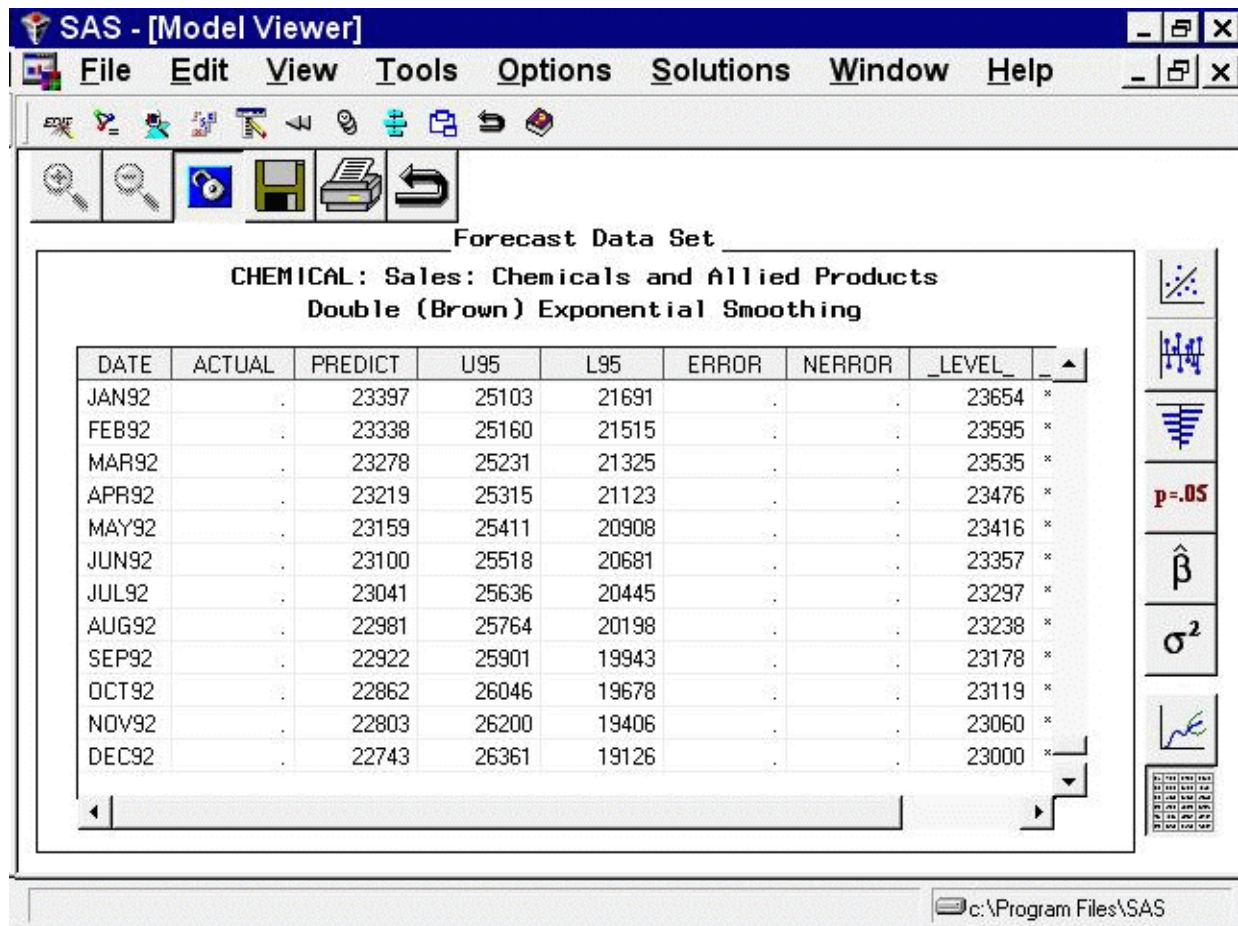 SAS - [Model Viewer]
File Edit View Tools Options Solutions Window Help
Forecast Data Set
CHEMICAL: Sales: Chemicals and Allied Products
Double (Brown) Exponential Smoothing
DATE ACTUAL PREDICT U95 L95 ERROR NERROR _LEVEL_ _
JAN92 . 23397 25103 21691 . . 23654 *
FEB92 . 23338 25160 21515 . . 23595 *
MAR92 . 23278 25231 21325 . . 23535 *
APR92 . 23219 25315 21123 . . 23476 *
MAY92 . 23159 25411 20908 . . 23416 *
JUN92 . 23100 25518 20681 . . 23357 *
JUL92 . 23041 25636 20445 . . 23297 *
AUG92 . 22981 25764 20198 . . 23238 *
SEP92 . 22922 25901 19943 . . 23178 *
OCT92 . 22862 26046 19678 . . 23119 *
NOV92 . 22803 26200 19406 . . 23060 *
DEC92 . 22743 26361 19126 . . 23000 *
p=.05
β̂
σ²
c:\Program Files\SAS